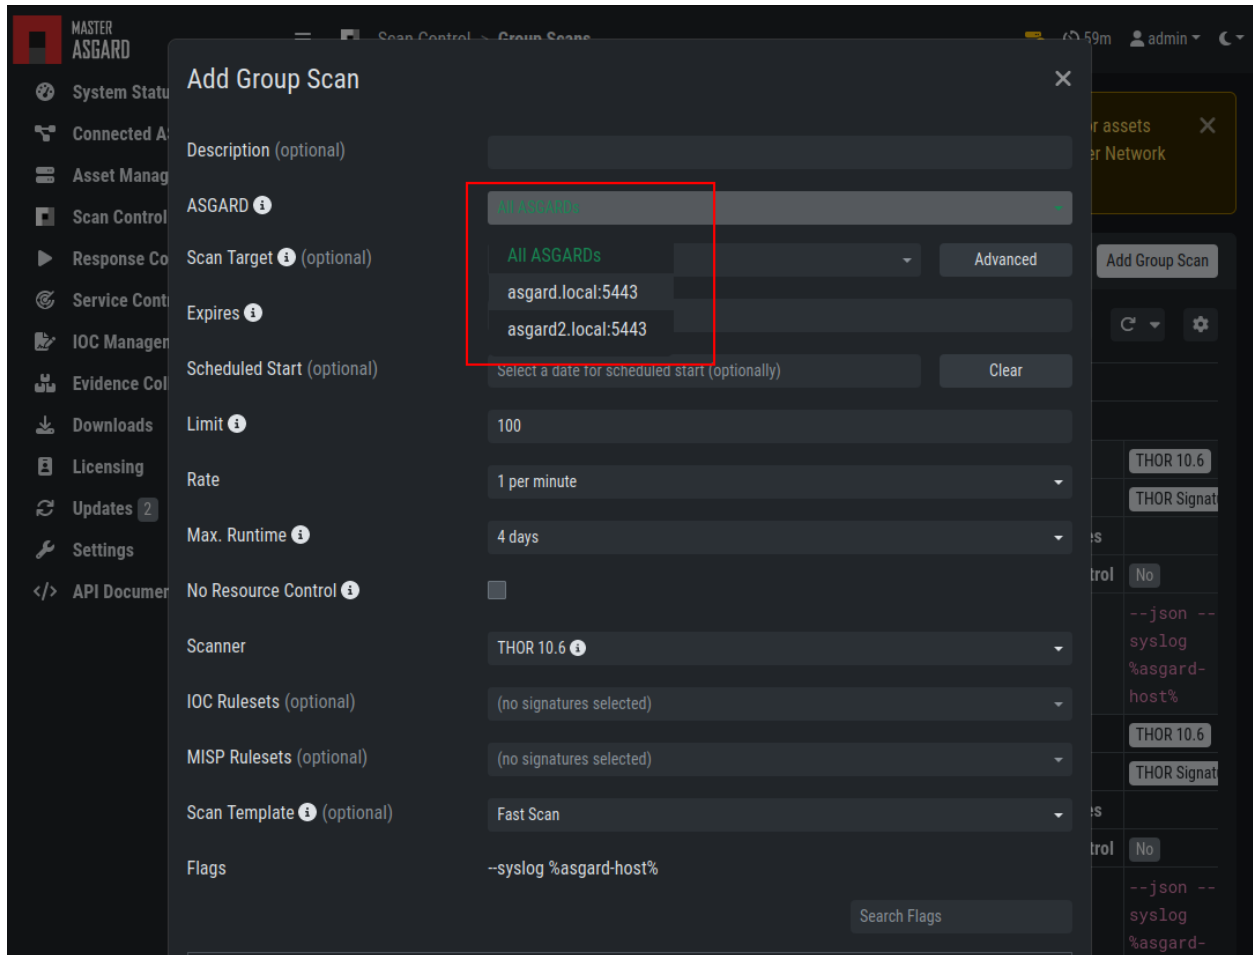 MASTER
ASGARD
Scan Control > Group Scans
59m
admin
System Statu
Connected A
Asset Manag
Scan Control
Response Co
Service Cont
IOC Managen
Evidence Col
Downloads
Licensing
Updates 2
Settings
API Documen
Add Group Scan
Description (optional)
ASGARD
All ASGARDs
All ASGARDs
asgard.local:5443
asgard2.local:5443
Scan Target (optional)
Advanced
Expires
Scheduled Start (optional)
Select a date for scheduled start (optionally)
Clear
Limit
100
Rate
1 per minute
Max. Runtime
4 days
No Resource Control
Scanner
THOR 10.6
IOC Rulesets (optional)
(no signatures selected)
MISP Rulesets (optional)
(no signatures selected)
Scan Template (optional)
Fast Scan
Flags
--syslog %asgard-host%
Search Flags
r assets
er Network
Add Group Scan
THOR 10.6
THOR Signat
es
trol No
--json --
syslog
%asgard-
host%
THOR 10.6
THOR Signat
es
trol No
--json --
syslog
%asgard-